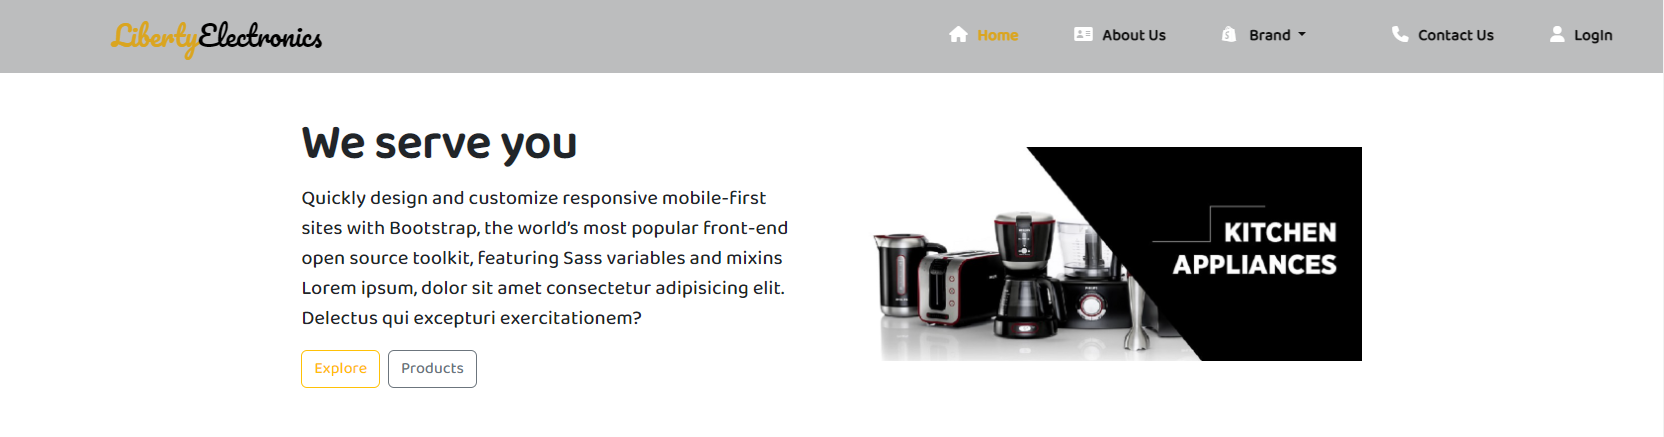 LibertyElectronics
Home
About Us
Brand
Contact Us
LogIn
We serve you
Quickly design and customize responsive mobile-first
sites with Bootstrap, the world's most popular front-end
open source toolkit, featuring Sass variables and mixins
Lorem ipsum, dolor sit amet consectetur adipisicing elit.
Delectus qui excepturi exercitationem?
Explore
Products
KITCHEN
APPLIANCES